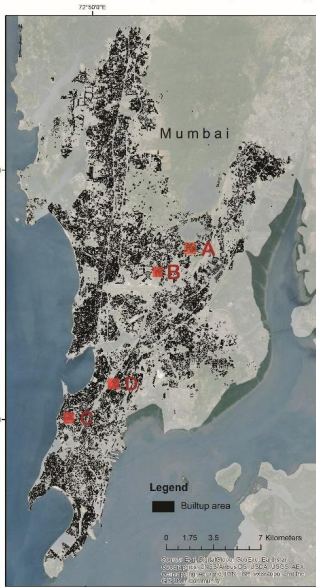 72°50'0"E
Mumbai
A
B
D
C
Legend
Builtup area
0 1.75 3.5 7 Kilometers